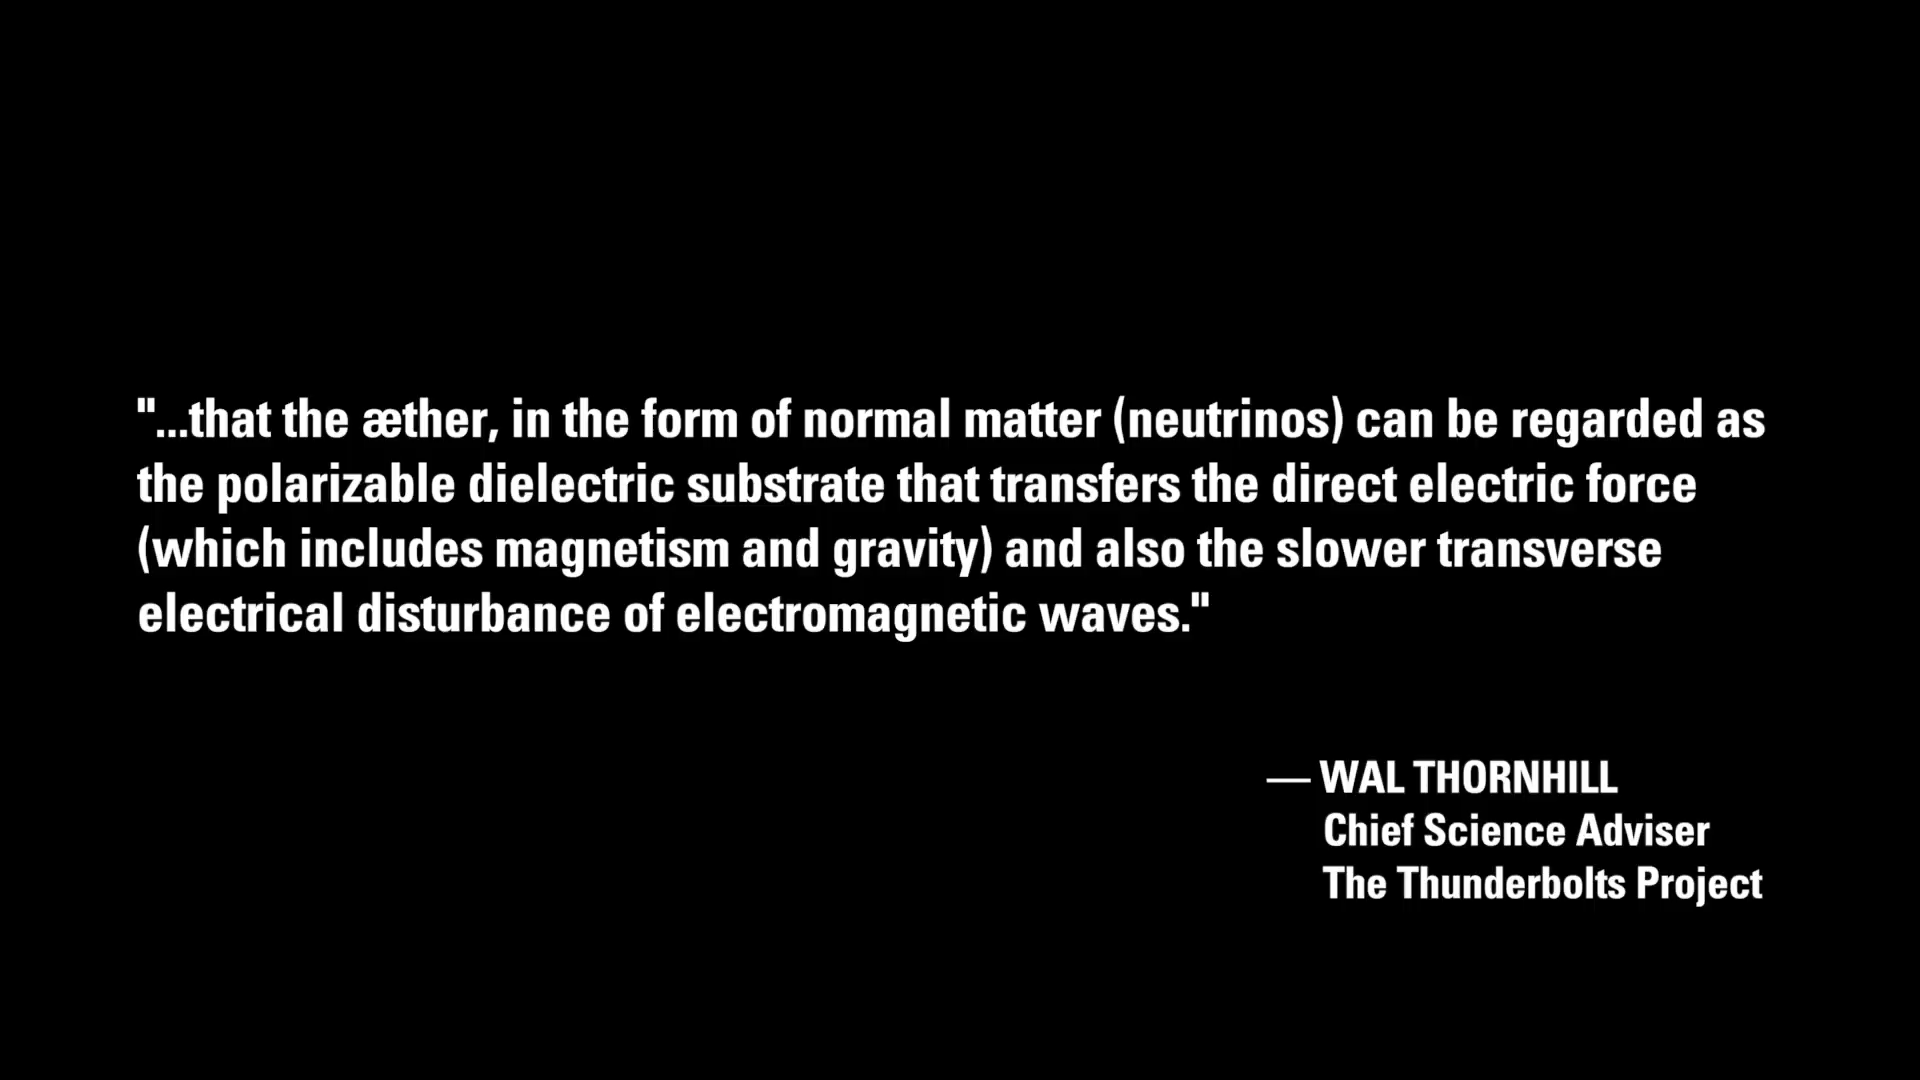 "...that the æther, in the form of normal matter (neutrinos) can be regarded as
the polarizable dielectric substrate that transfers the direct electric force
(which includes magnetism and gravity) and also the slower transverse
electrical disturbance of electromagnetic waves."
— WAL THORNHILL
Chief Science Adviser
The Thunderbolts Project